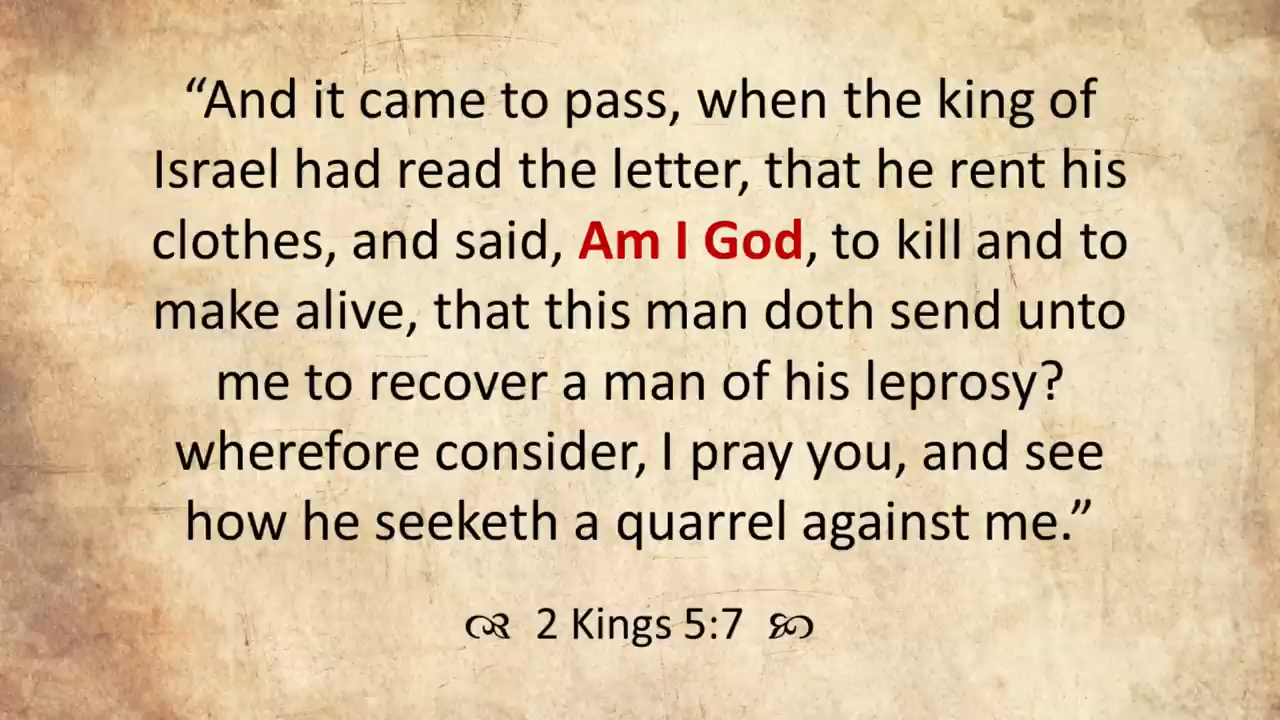 “And it came to pass, when the king of
Israel had read the letter, that he rent his
clothes, and said, Am I God, to kill and to
make alive, that this man doth send unto
me to recover a man of his leprosy?
wherefore consider, I pray you, and see
how he seeketh a quarrel against me.”
2 Kings 5:7